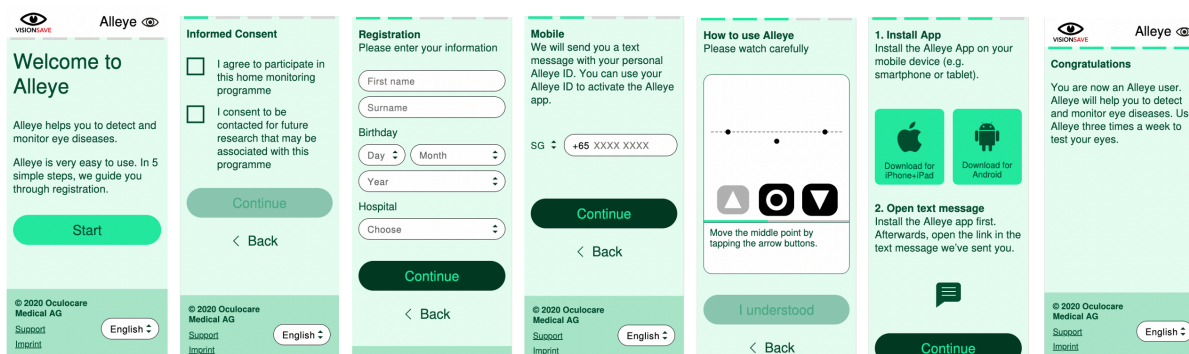 VISIONSAVE
Alleye
Welcome to
Alleye
Alleye helps you to detect and
monitor eye diseases.
Alleye is very easy to use. In 5
simple steps, we guide you
through registration.
Start
© 2020 Oculocare
Medical AG
Support
Imprint
English
Informed Consent
I agree to participate in
this home monitoring
programme
I consent to be
contacted for future
research that may be
associated with this
programme
Continue
< Back
© 2020 Oculocare
Medical AG
Support
Imprint
English
Registration
Please enter your information
First name
Surname
Birthday
Day
Month
Year
Hospital
Choose
Continue
< Back
Mobile
We will send you a text
message with your personal
Alleye ID. You can use your
Alleye ID to activate the Alleye
app.
SG
+65 XXXX XXXX
Continue
< Back
© 2020 Oculocare
Medical AG
Support
Imprint
English
How to use Alleye
Please watch carefully
Move the middle point by
tapping the arrow buttons.
I understood
< Back
1. Install App
Install the Alleye App on your
mobile device (e.g.
smartphone or tablet).
Download for
iPhone+iPad
Download for
Android
2. Open text message
Install the Alleye app first.
Afterwards, open the link in the
text message we've sent you.
Continue
VISIONSAVE
Alleye
Congratulations
You are now an Alleye user.
Alleye will help you to detect
and monitor eye diseases. Us
Alleye three times a week to
test your eyes.
© 2020 Oculocare
Medical AG
Support
Imprint
English